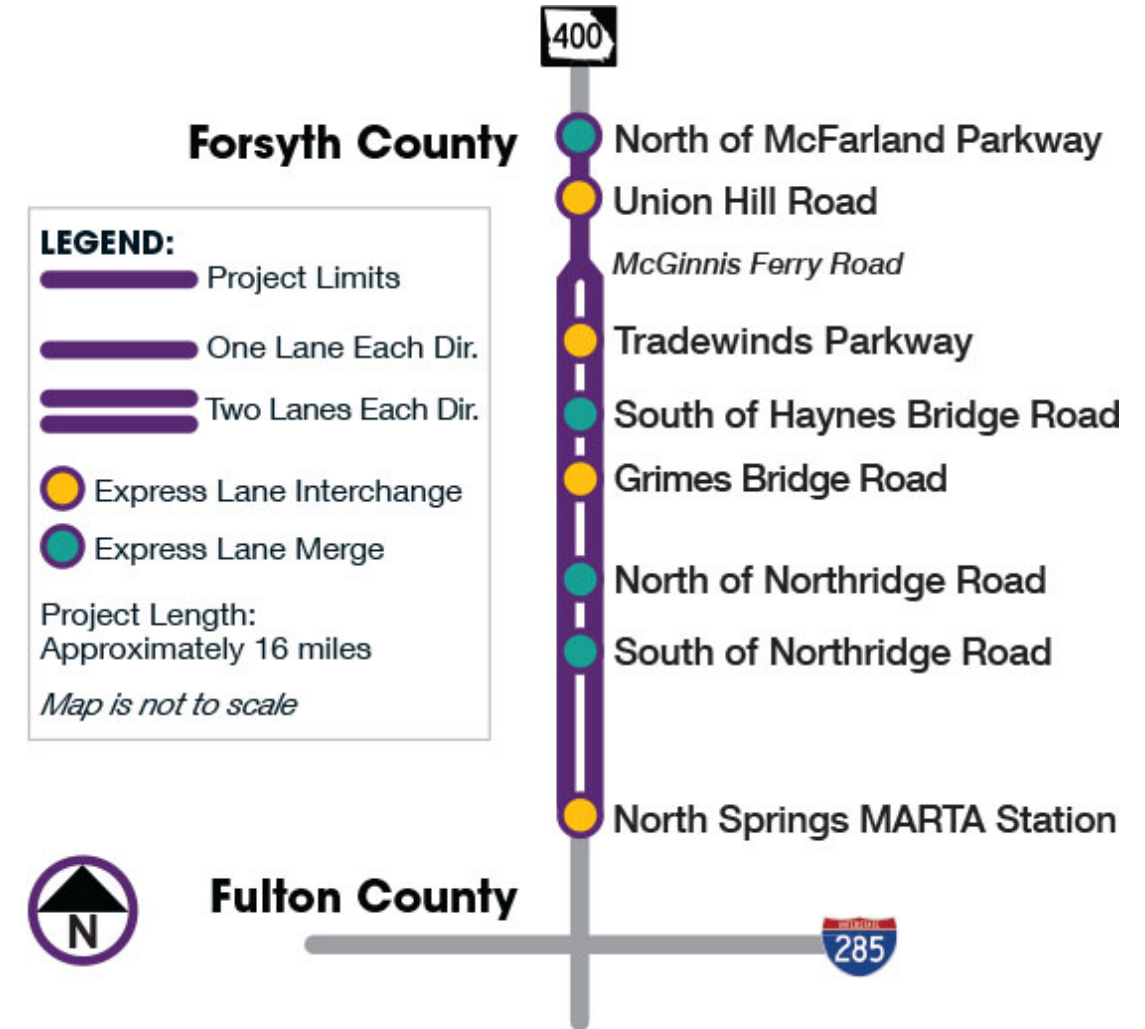 400
Forsyth County
North of McFarland Parkway
Union Hill Road
McGinnis Ferry Road
Tradewinds Parkway
South of Haynes Bridge Road
Grimes Bridge Road
North of Northridge Road
South of Northridge Road
North Springs MARTA Station
LEGEND:
Project Limits
One Lane Each Dir.
Two Lanes Each Dir.
Express Lane Interchange
Express Lane Merge
Project Length:
Approximately 16 miles
Map is not to scale
N
Fulton County
INTERSTATE
285